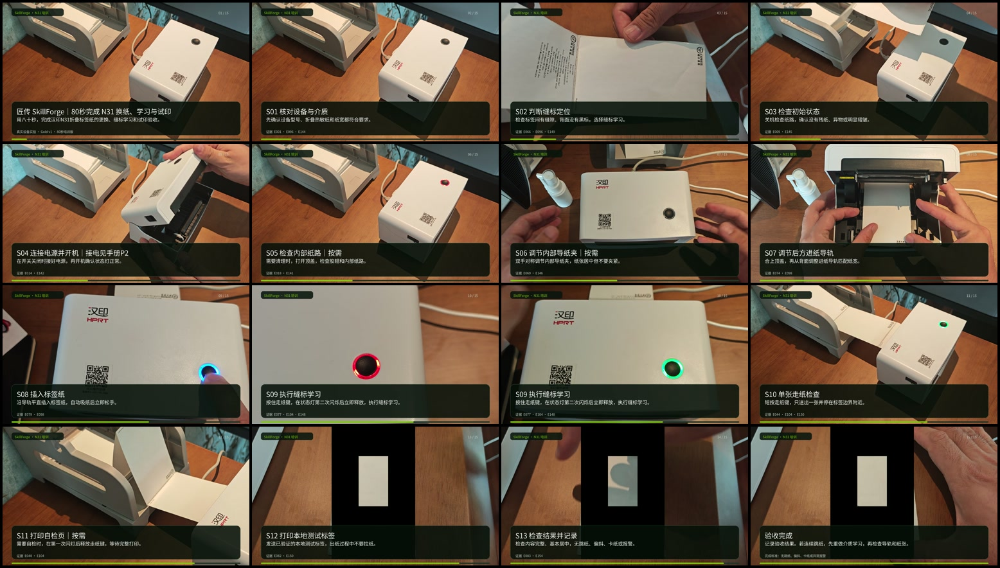 SkillForge · N31 培训
01 / 15
汉印
HPRT
匠传 SkillForge｜80秒完成 N31 换纸、学习与试印
用八十秒，完成汉印N31折叠标签纸的更换、缝标学习和试印验收。
真实设备实拍 · Gold v1 · 80秒培训版
SkillForge · N31 培训
02 / 15
汉印
HPRT
S01 核对设备与介质
先确认设备型号、折叠热敏纸和纸宽都符合要求。
证据 E001 · E096 · E144
SkillForge · N31 培训
03 / 15
S02 判断缝标定位
检查标签间有缝隙、背面没有黑标，选择缝标学习。
证据 E066 · E096 · E149
SkillForge · N31 培训
04 / 15
汉印
HPRT
S03 检查初始状态
关机检查纸路，确认没有残纸、异物或明显褶皱。
证据 E009 · E145
SkillForge · N31 培训
S04 连接电源并开机｜接电见手册P2
在开关关闭时接好电源，再开机确认状态灯正常。
证据 E014 · E142
SkillForge · N31 培训
06 / 15
汉印
HPRT
S05 检查内部纸路｜按需
需要清理时，打开顶盖，检查胶辊和内部纸路。
证据 E018 · E141
SkillForge · N31 培训
07 / 15
汉印
HPRT
S06 调节内部导纸夹｜按需
双手对称调节内部导纸夹，纸张居中但不要夹紧。
证据 E069 · E146
SkillForge · N31 培训
S07 调节后方进纸导轨
合上顶盖，再从背面调整进纸导轨匹配纸宽。
证据 E074 · E098
SkillForge · N31 培训
09 / 15
汉印
HPRT
S08 插入标签纸
沿导轨平直插入标签纸，自动吸纸后立即松手。
证据 E079 · E098
SkillForge · N31 培训
10 / 15
S09 执行缝标学习
按住走纸键，在状态灯第二次闪烁后立即释放，执行缝标学习。
证据 E077 · E104 · E148
SkillForge · N31 培训
10 / 15
汉印
HPRT
S09 执行缝标学习
按住走纸键，在状态灯第二次闪烁后立即释放，执行缝标学习。
证据 E077 · E104 · E148
SkillForge · N31 培训
11 / 15
汉印
HPRT
S10 单张走纸检查
短按走纸键，只送出一张并停在标签边界附近。
证据 E044 · E104 · E150
SkillForge · N31 培训
12 / 15
汉印
HPRT
S11 打印自检页｜按需
需要自检时，在第一次闪灯后释放走纸键，等待完整打印。
证据 E048 · E104
SkillForge · N31 培训
13 / 15
S12 打印本地测试标签
发送已验证的本地测试标签，出纸过程中不要拉纸。
证据 E082 · E150
SkillForge · N31 培训
14 / 15
S13 检查结果并记录
检查内容完整、基本居中，无跳纸、偏斜、卡纸或报警。
证据 E083 · E154
SkillForge · N31 培训
15 / 15
验收完成
记录验收结果。若连续跳纸，先重做介质学习，再检查导轨和纸张。
完成标准：无跳纸、偏斜、卡纸或异常报警